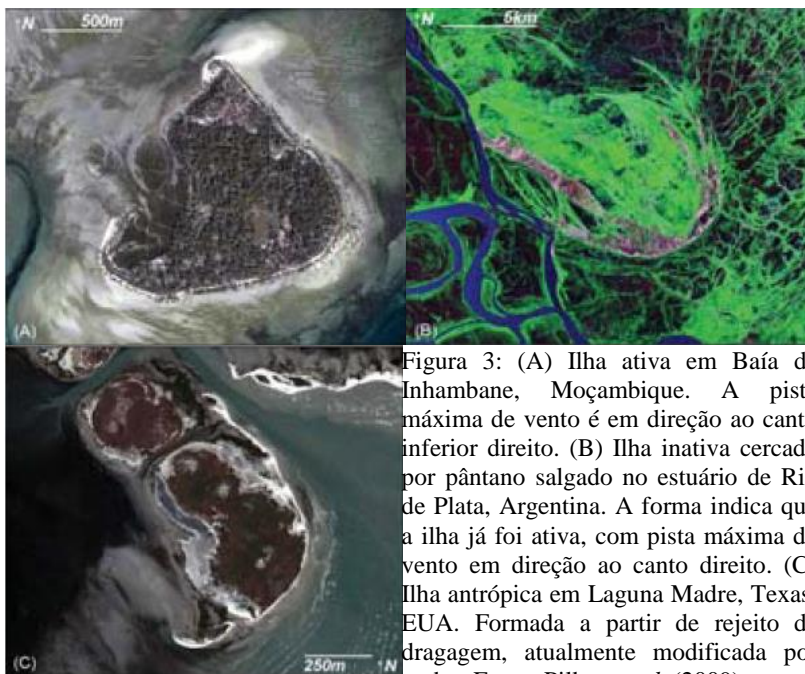 N 500m
N 5km
(A)
(B)
Figura 3: (A) Ilha ativa em Baía d
Inhambane, Moçambique. A pist
máxima de vento é em direção ao cant
inferior direito. (B) Ilha inativa cercad
por pântano salgado no estuário de Ri
de Plata, Argentina. A forma indica qu
a ilha já foi ativa, com pista máxima d
vento em direção ao canto direito. (C
Ilha antrópica em Laguna Madre, Texas
EUA. Formada a partir de rejeito d
dragagem, atualmente modificada po
250m N
(C)